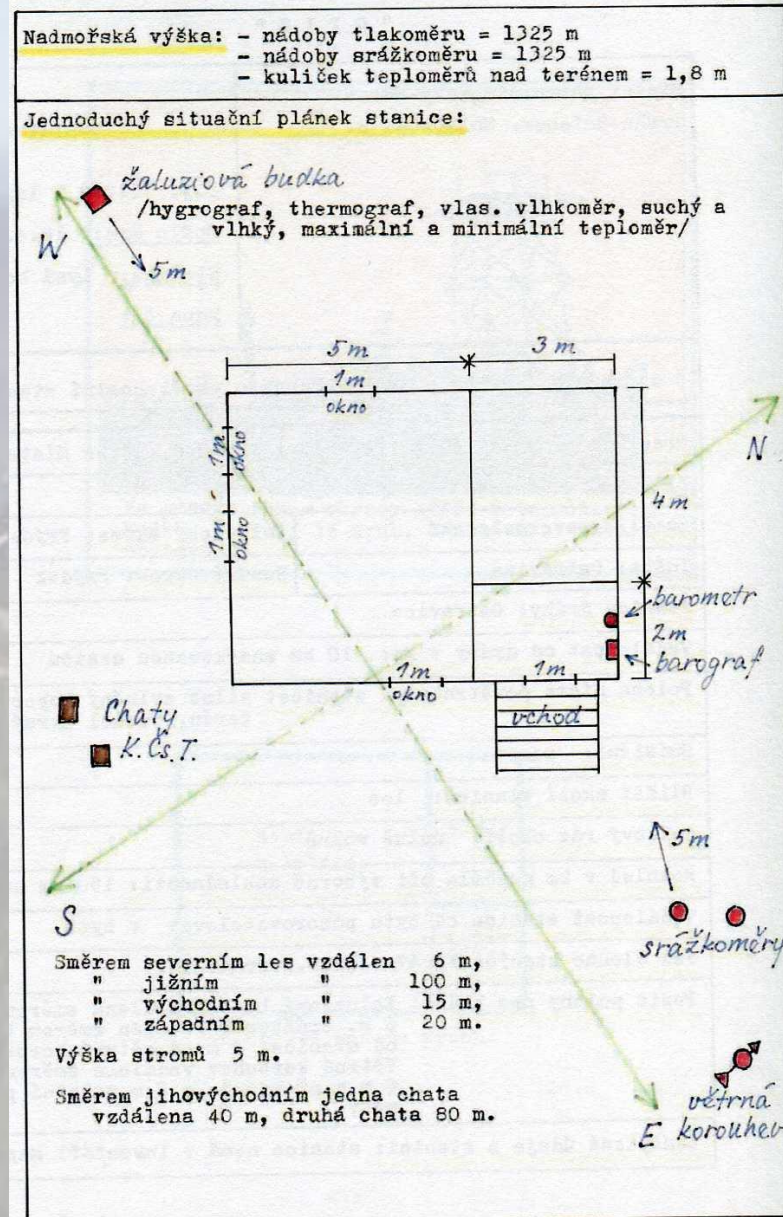 Nadmořská výška: - nádoby tlakoměru = 1325 m
- nádoby srážkoměru = 1325 m
- kuliček teploměrů nad terénem = 1,8 m
Jednoduchý situační plánek stanice:
žaluziová budka
/hygrograf, thermograf, vlas. vlhkoměr, suchý a
vlhký, maximální a minimální teploměr/
W
5m
5m
3m
1m
okno
1m
okno
1m
okno
N
4m
barometr
2m
barograf
1m
okno
1m
vchod
Chaty
K.Čs.T.
S
5m
srážkoměry
Směrem severním les vzdálen 6 m,
" jižním " 100 m,
" východním " 15 m,
" západním " 20 m.
Výška stromů 5 m.
Směrem jihovýchodním jedna chata
vzdálena 40 m, druhá chata 80 m.
E
větrná
korouhev